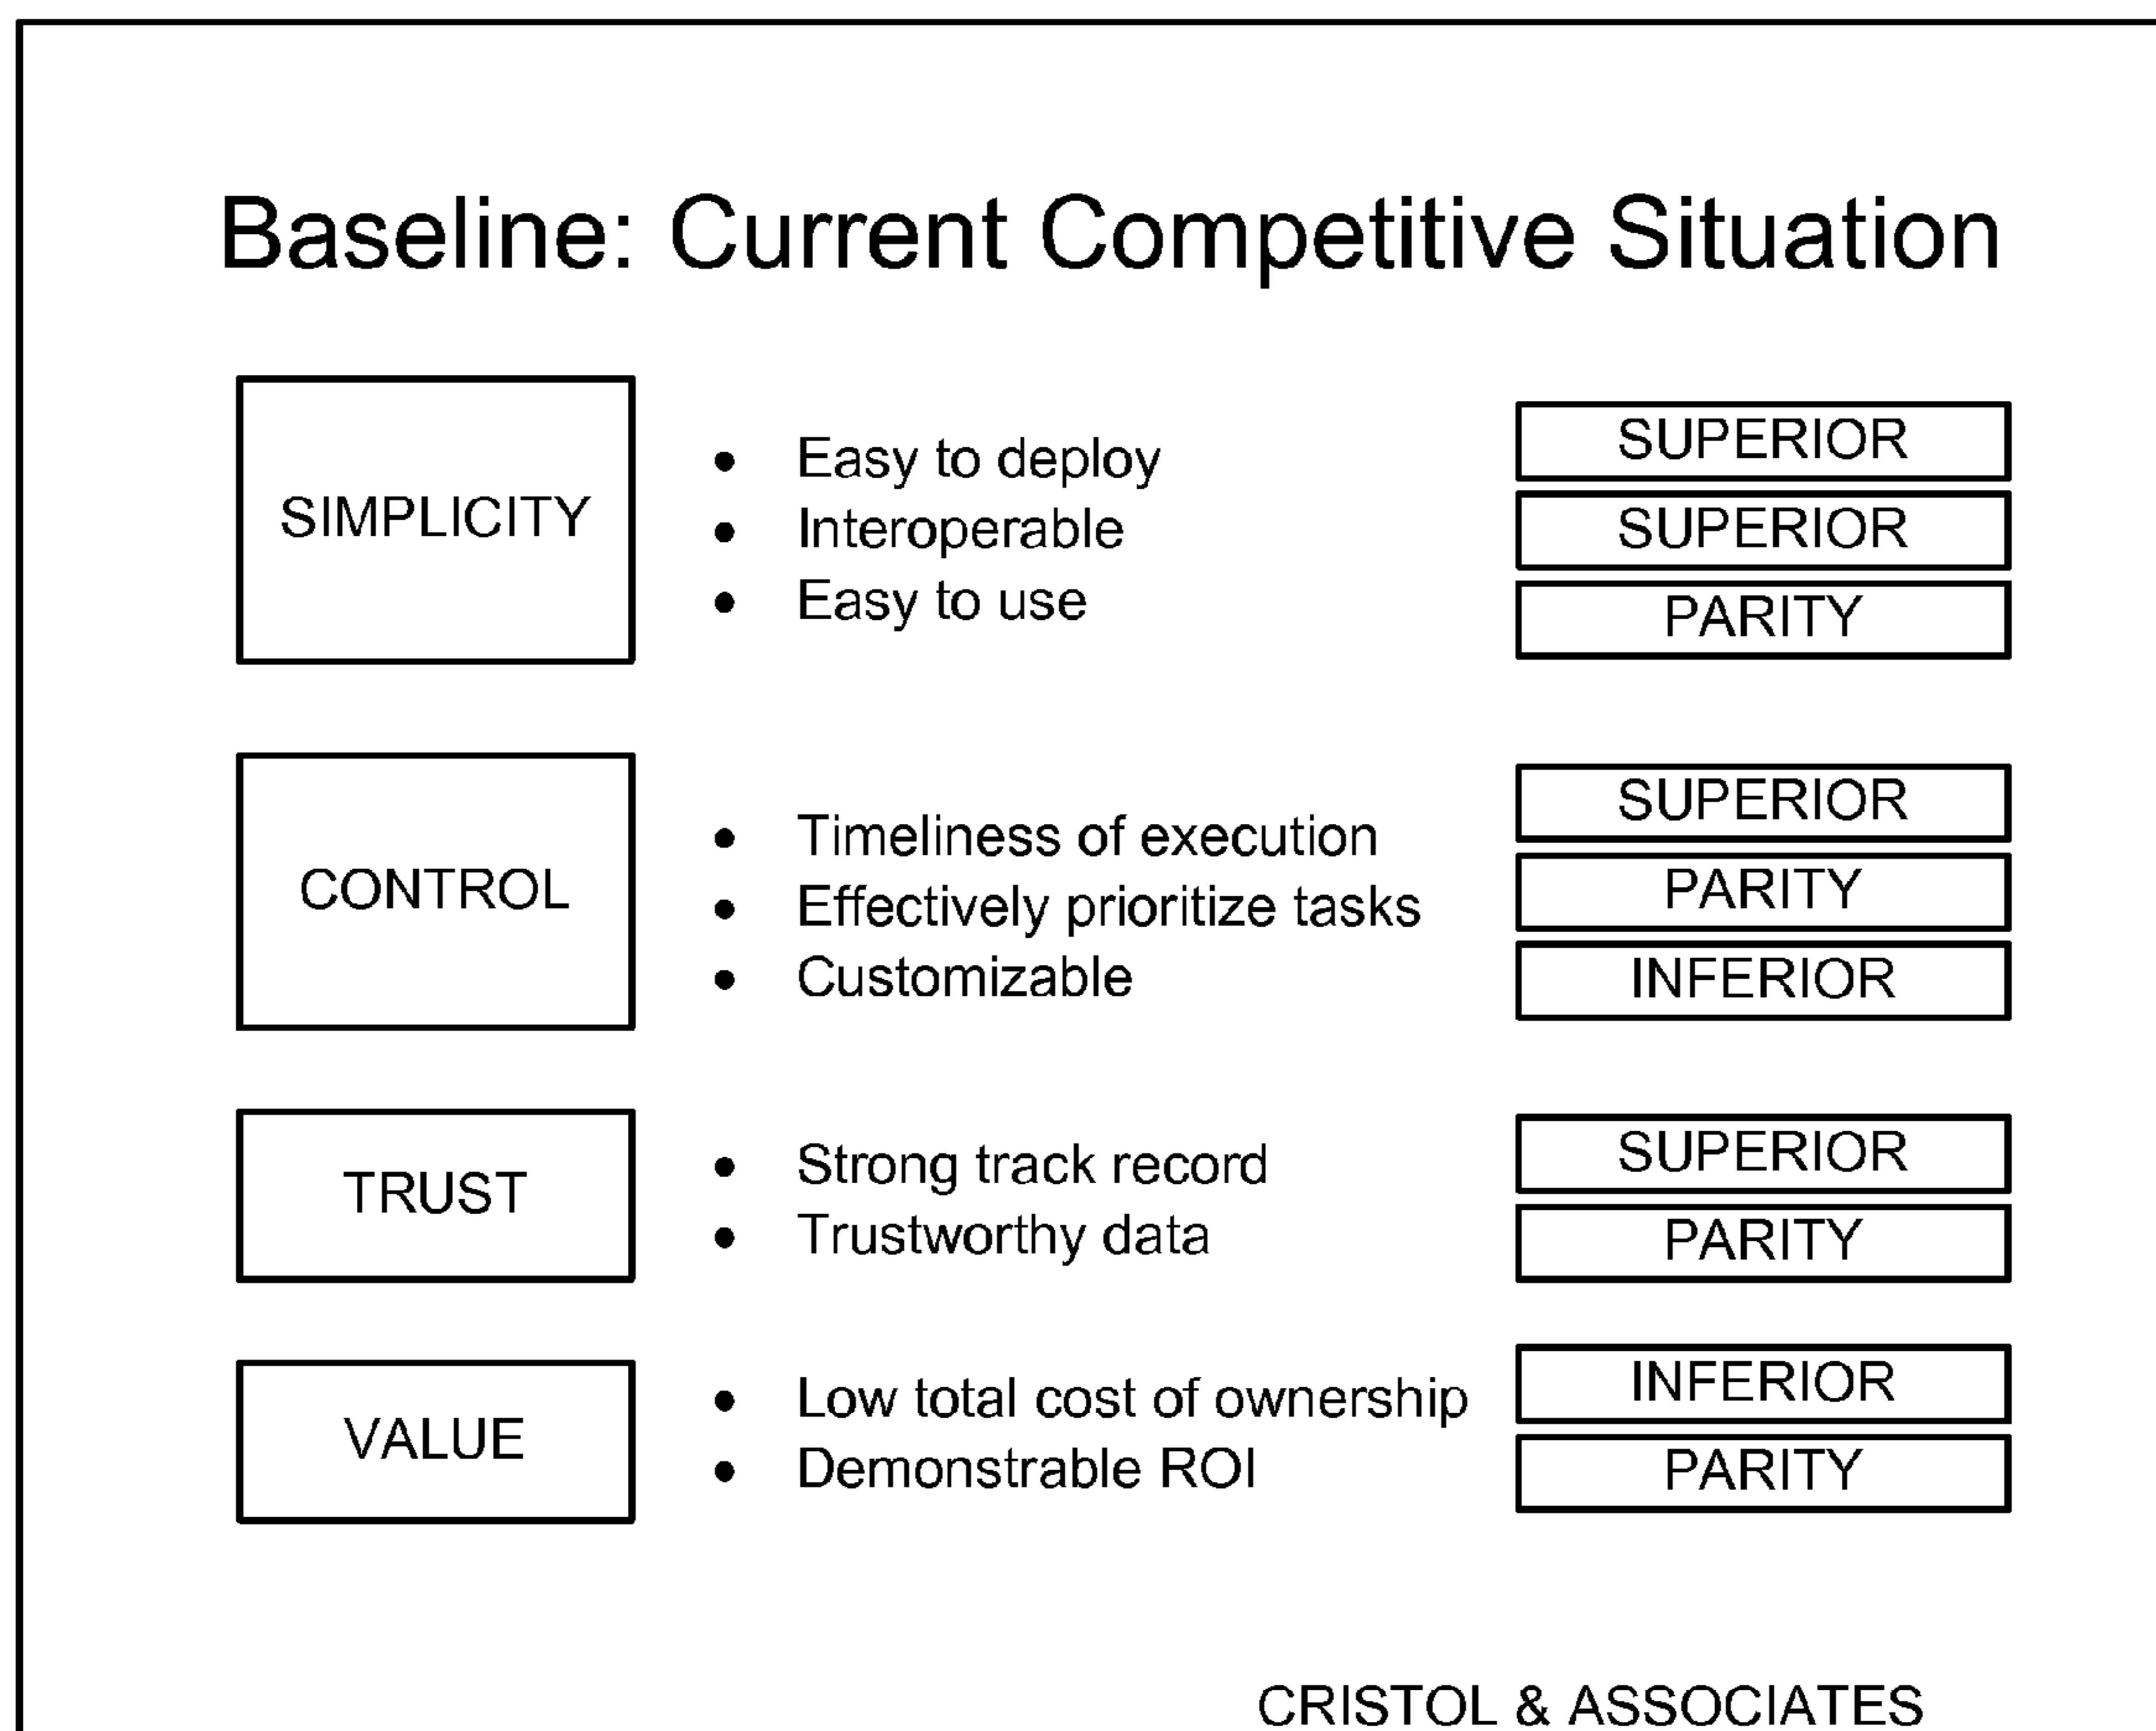 Baseline: Current Competitive Situation
SIMPLICITY
• Easy to deploy
• Interoperable
• Easy to use
SUPERIOR
SUPERIOR
PARITY
CONTROL
• Timeliness of execution
• Effectively prioritize tasks
• Customizable
SUPERIOR
PARITY
INFERIOR
TRUST
• Strong track record
• Trustworthy data
SUPERIOR
PARITY
VALUE
• Low total cost of ownership
• Demonstrable ROI
INFERIOR
PARITY
CRISTOL & ASSOCIATES